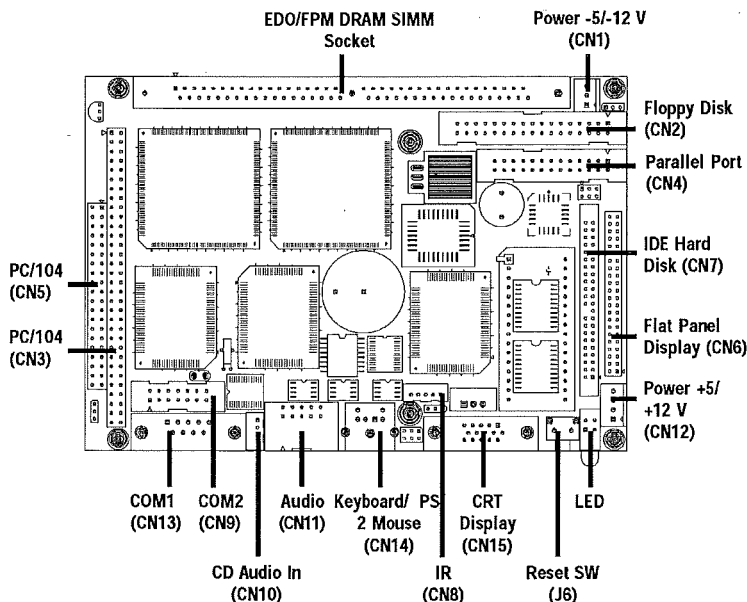 EDO/FPM DRAM SIMM
Socket
Power -5/-12 V
(CN1)
Floppy Disk
(CN2)
Parallel Port
(CN4)
IDE Hard
Disk (CN7)
Flat Panel
Display (CN6)
Power +5/
+12 V
(CN12)
PC/104
(CN5)
PC/104
(CN3)
COM1
(CN13)
COM2
(CN9)
Audio
(CN11)
Keyboard/ PS/
2 Mouse
(CN14)
CRT
Display
(CN15)
LED
CD Audio In
(CN10)
IR
(CN8)
Reset SW
(J6)